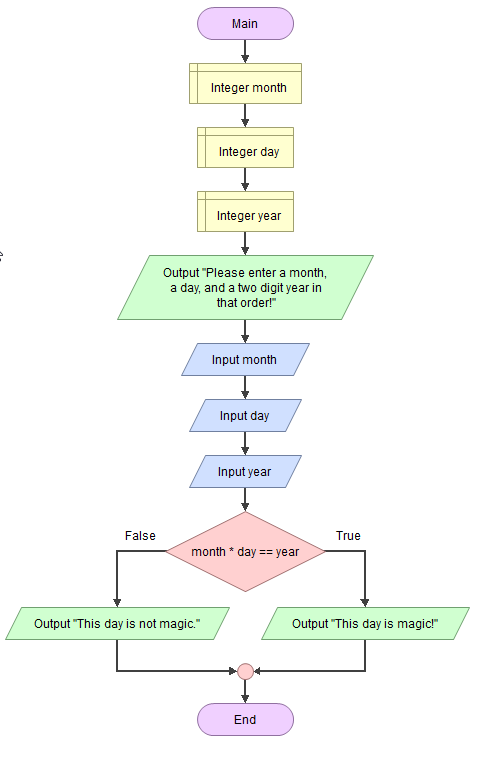 Main
Integer month
Integer day
Integer year
Output "Please enter a month,
a day, and a two digit year in
that order!"
Input month
Input day
Input year
False
True
month * day == year
Output "This day is not magic."
Output "This day is magic!"
End